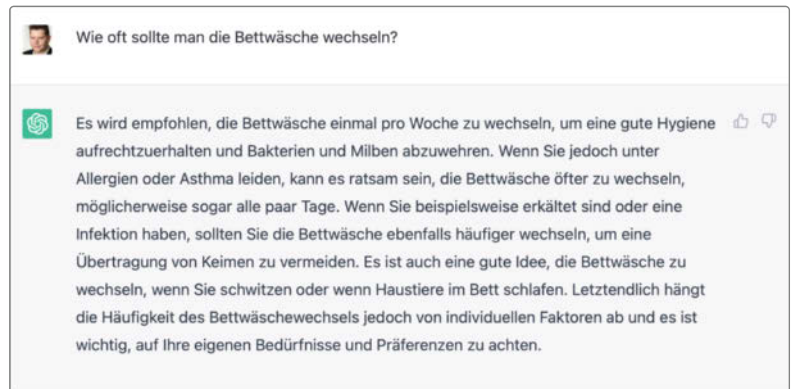 Wie oft sollte man die Bettwäsche wechseln?
Es wird empfohlen, die Bettwäsche einmal pro Woche zu wechseln, um eine gute Hygiene
aufrechtzuerhalten und Bakterien und Milben abzuwehren. Wenn Sie jedoch unter
Allergien oder Asthma leiden, kann es ratsam sein, die Bettwäsche öfter zu wechseln,
möglicherweise sogar alle paar Tage. Wenn Sie beispielsweise erkältet sind oder eine
Infektion haben, sollten Sie die Bettwäsche ebenfalls häufiger wechseln, um eine
Übertragung von Keimen zu vermeiden. Es ist auch eine gute Idee, die Bettwäsche zu
wechseln, wenn Sie schwitzen oder wenn Haustiere im Bett schlafen. Letztendlich hängt
die Häufigkeit des Bettwäschewechsels jedoch von individuellen Faktoren ab und es ist
wichtig, auf Ihre eigenen Bedürfnisse und Präferenzen zu achten.